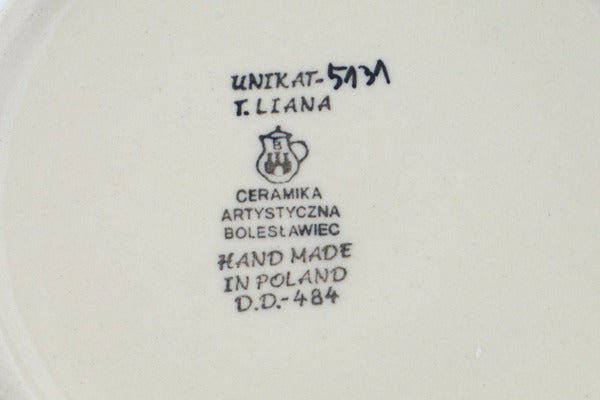 UNIKAT-5131
T. LIANA
B
CERAMIKA
ARTYSTYCZNA
BOLESŁAWIEC
HAND MADE
IN POLAND
D.D.-484